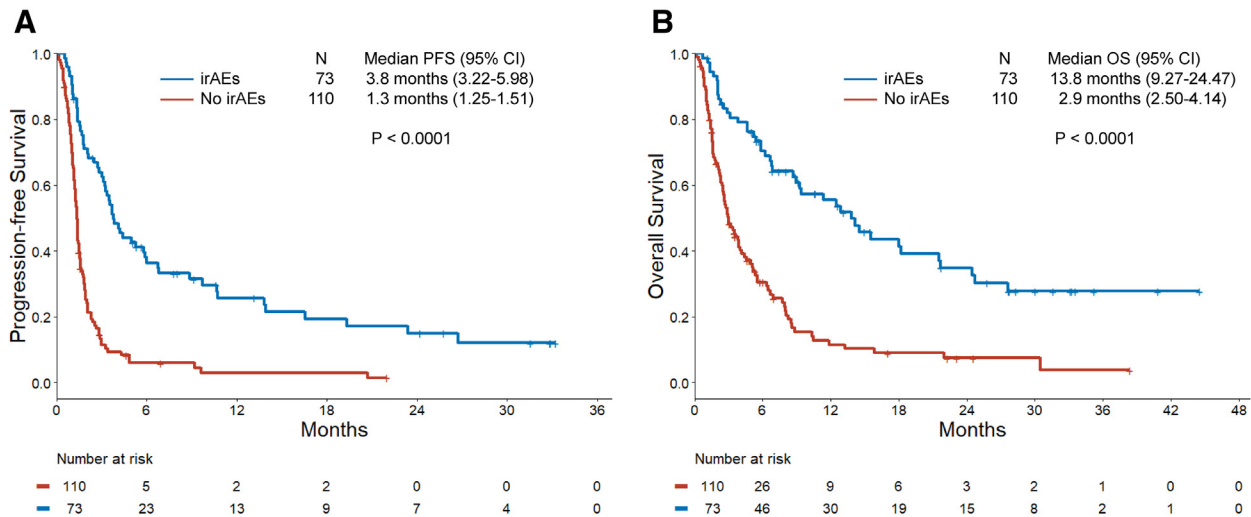 A
N Median PFS (95% CI)
irAEs 73 3.8 months (3.22-5.98)
No irAEs 110 1.3 months (1.25-1.51)
P < 0.0001
Progression-free Survival
1.0
0.8
0.6
0.4
0.2
0.0
0 6 12 18 24 30 36
Months
Number at risk
110 5 2 2 0 0 0
73 23 13 9 7 4 0
B
N Median OS (95% CI)
irAEs 73 13.8 months (9.27-24.47)
No irAEs 110 2.9 months (2.50-4.14)
P < 0.0001
Overall Survival
1.0
0.8
0.6
0.4
0.2
0.0
0 6 12 18 24 30 36 42 48
Months
Number at risk
110 26 9 6 3 2 1 0 0
73 46 30 19 15 8 2 1 0